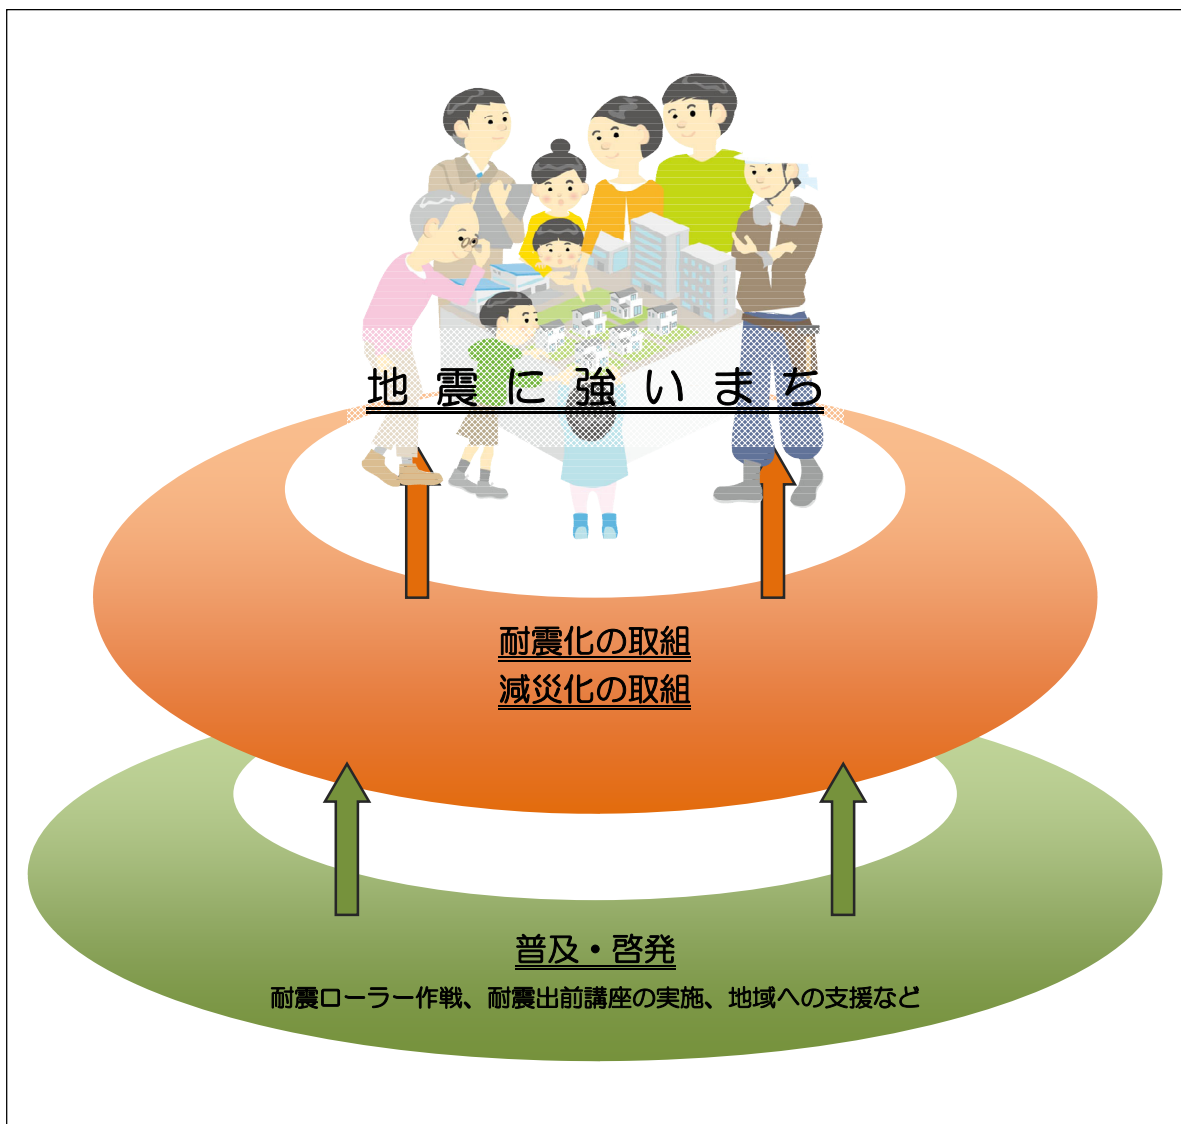 地震に強いまち
耐震化の取組
減災化の取組
普及・啓発
耐震ローラー作戦、耐震出前講座の実施、地域への支援など